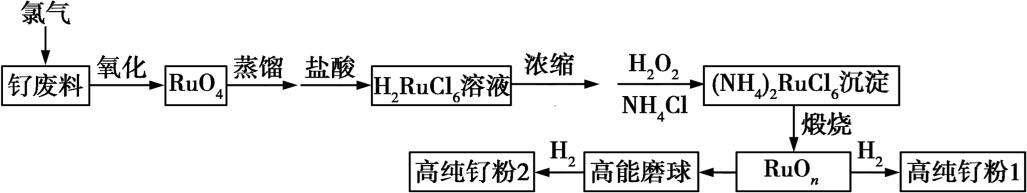 氯气
钌废料 氧化 RuO₄ 蒸馏 盐酸 H₂RuCl₆溶液 浓缩 H₂O₂ NH₄Cl (NH₄)₂RuCl₆沉淀
煅烧
高纯钌粉2 H₂ 高能磨球 RuOₙ H₂ 高纯钌粉1